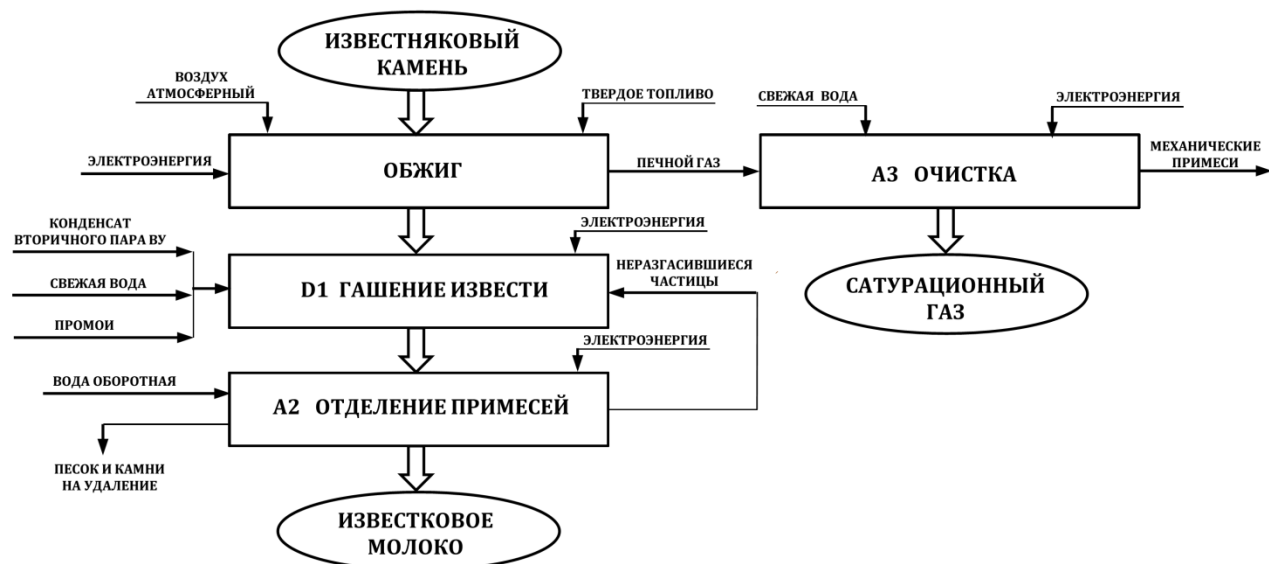 ИЗВЕСТНЯКОВЫЙ
КАМЕНЬ
ВОЗДУХ
АТМОСФЕРНЫЙ
ТВЕРДОЕ ТОПЛИВО
СВЕЖАЯ ВОДА
ЭЛЕКТРОЭНЕРГИЯ
ЭЛЕКТРОЭНЕРГИЯ
ОБЖИГ
ПЕЧНОЙ ГАЗ
А3 ОЧИСТКА
МЕХАНИЧЕСКИЕ
ПРИМЕСИ
КОНДЕНСАТ
ВТОРИЧНОГО ПАРА ВУ
ЭЛЕКТРОЭНЕРГИЯ
СВЕЖАЯ ВОДА
ПРОМОИ
D1 ГАШЕНИЕ ИЗВЕСТИ
НЕРАЗГАСИВШИЕСЯ
ЧАСТИЦЫ
САТУРАЦИОННЫЙ
ГАЗ
ЭЛЕКТРОЭНЕРГИЯ
ВОДА ОБОРОТНАЯ
А2 ОТДЕЛЕНИЕ ПРИМЕСЕЙ
ПЕСОК И КАМНИ
НА УДАЛЕНИЕ
ИЗВЕСТКОВОЕ
МОЛОКО